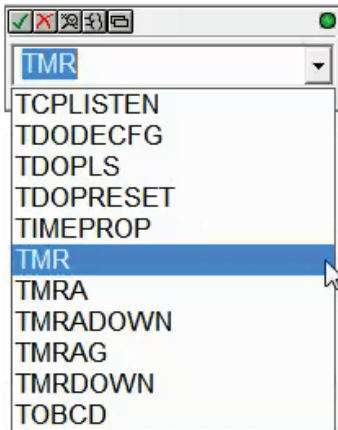 TMR
TCPLISTEN
TDODECFG
TDOPLS
TDOPRESET
TIMEPROP
TMR
TMRA
TMRADOWN
TMRAG
TMRDOWN
TOBCD